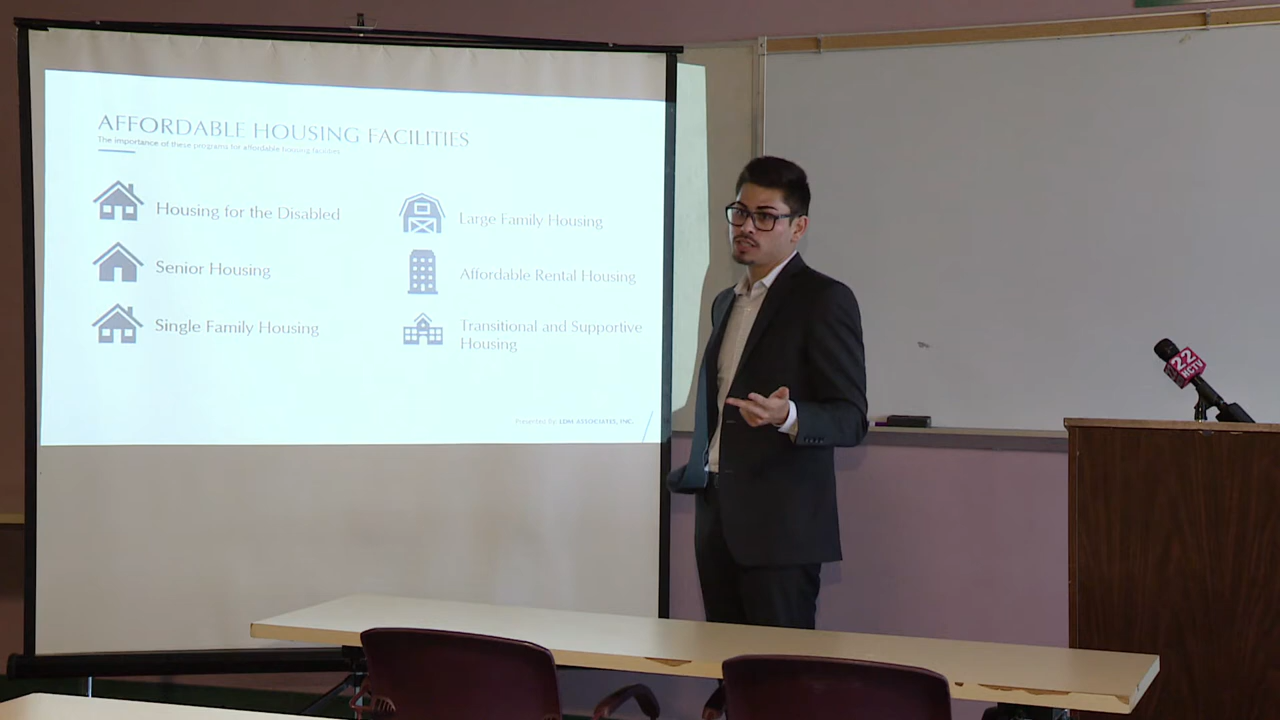 AFFORDABLE HOUSING FACILITIES
The importance of these programs for affordable housing facilities
Housing for the Disabled
Senior Housing
Single Family Housing
Large Family Housing
Affordable Rental Housing
Transitional and Supportive
Housing
Presented By: LDM ASSOCIATES, INC.
22
KCTV